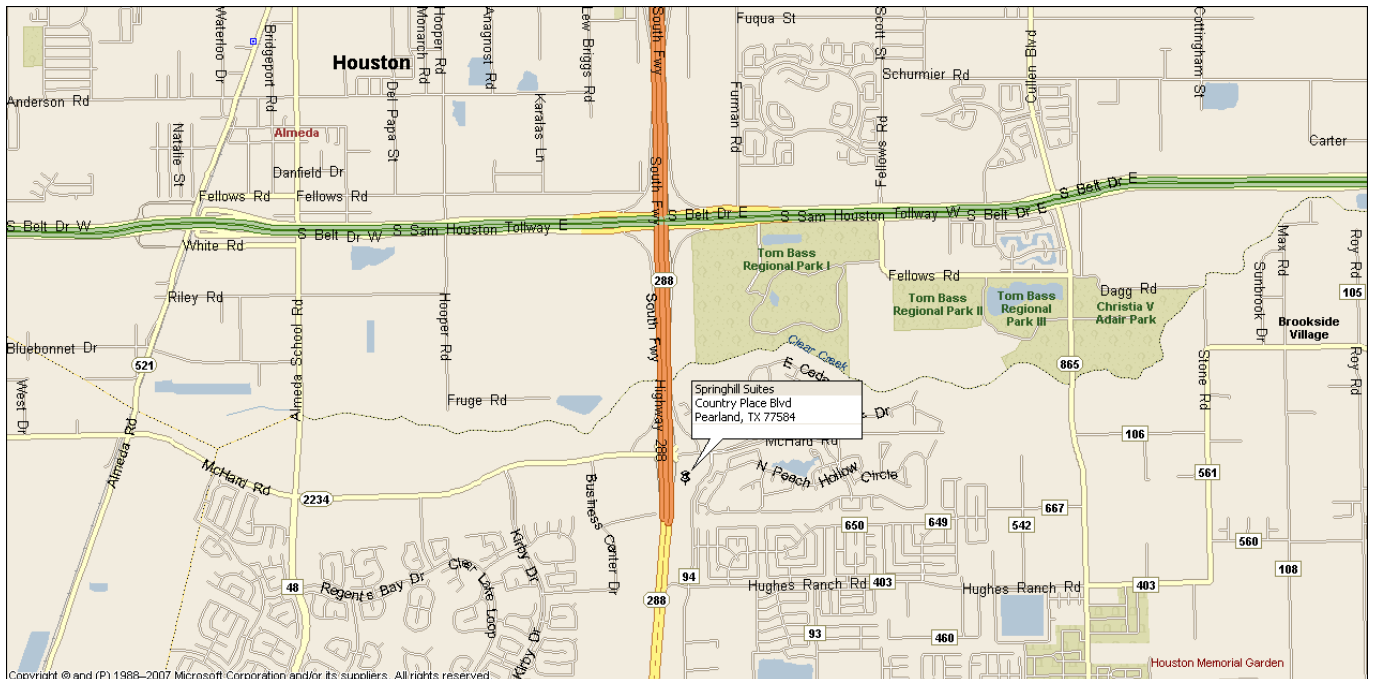 Fuqua St
Waterloo Dr
Bridgeport Rd
Hooper Rd
Monarch Rd
Anagnost Rd
Lew Briggs Rd
South Fwy
Scott St
Cullen Blvd
Cottingham St
Houston
Schurmier Rd
Anderson Rd
Del Papa St
Karalas Ln
Furman Rd
Almeda
Natalie St
Carter
Danfield Dr
South Fwy
Fellows Rd
Fellows Rd
Fellows Rd
S Belt Dr E
S Belt Dr W
S Belt Dr W
S Sam Houston Tollway E
S Belt Dr E
S Sam Houston Tollway W
S Belt Dr E
White Rd
Tom Bass
Regional Park I
Max Rd
Roy Rd
Sunbrook Dr
288
Fellows Rd
Riley Rd
Almeda School Rd
Hooper Rd
South Fwy
Tom Bass
Regional Park II
Tom Bass
Regional
Park III
Dagg Rd
Christia V
Adair Park
105
Brookside
Village
Bluebonnet Dr
521
Clear Creek
E Ceda
865
Stone Rd
Roy Rd
West Dr
Fruge Rd
Highway 288
Springhill Suites
Country Place Blvd
Pearland, TX 77584
Dr
McHard Rd
106
Almeda Rd
McHard Rd
2234
N Peach Hollow Circle
561
Business Center Dr
667
650
649
542
560
Kirby Dr
Clear Lake Loop
Regents Bay Dr
48
94
Hughes Ranch Rd
403
Hughes Ranch Rd
403
108
288
93
460
Kirby Dr
Houston Memorial Garden
Copyright © and (P) 1988–2007 Microsoft Corporation and/or its suppliers. All rights reserved.